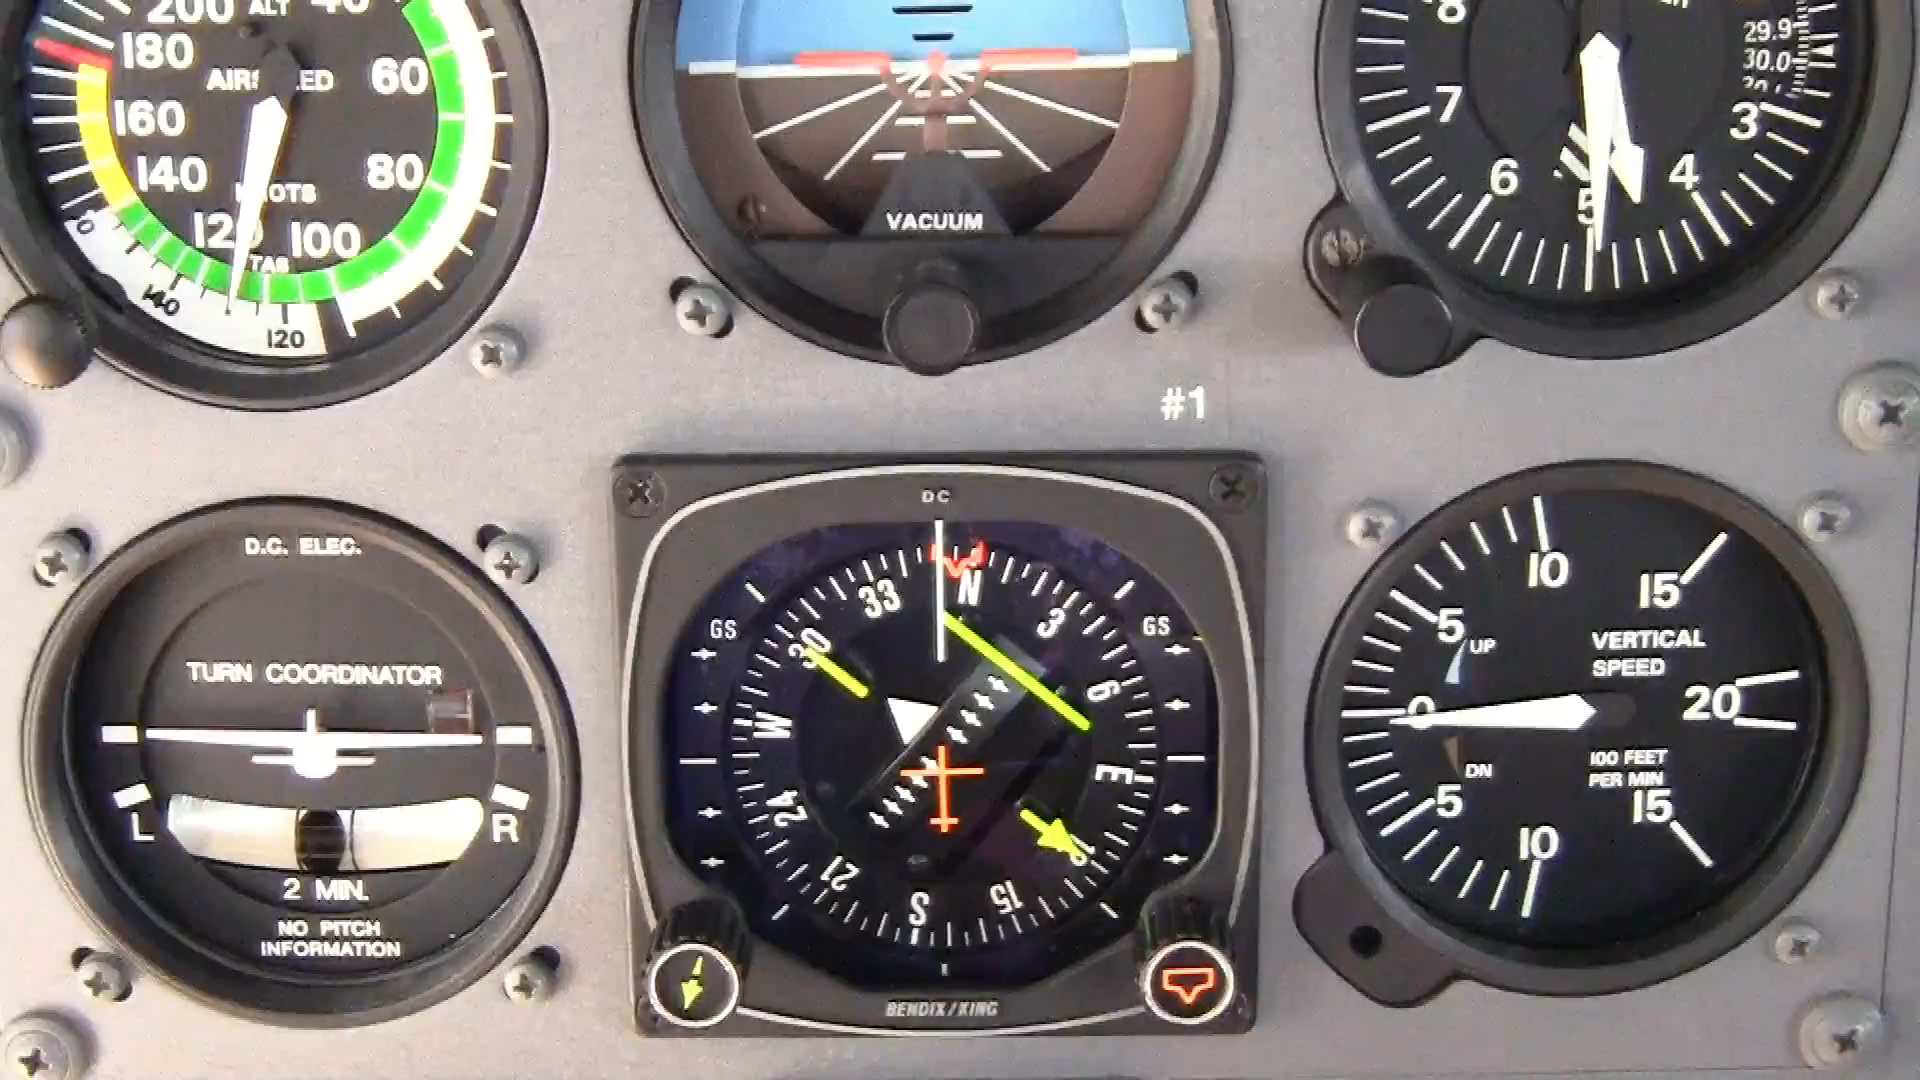 200 ALT 40
180
60
160
140
80
KNOTS
120 100
TAS
140
120
VACUUM
8
29.9
30.0
7
3
6
4
5
#1
D.C. ELEC.
TURN COORDINATOR
L
R
2 MIN.
NO PITCH
INFORMATION
DC
33
N
3
30
GS
GS
6
W
E
24
12
21
S
15
BENDIX/KING
10
15
5
UP
VERTICAL
SPEED
0
20
DN
100 FEET
PER MIN
5
15
10